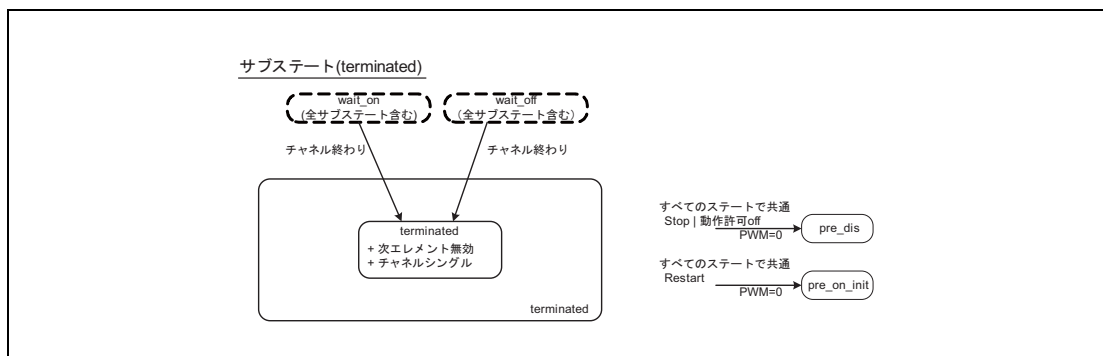 サブステート(terminated)
wait_on
(全サブステート含む)
wait_off
(全サブステート含む)
チャネル終わり
チャネル終わり
terminated
+ 次エレメント無効
+ チャネルシングル
terminated
すべてのステートで共通
Stop | 動作許可off
PWM=0
pre_dis
すべてのステートで共通
Restart
PWM=0
pre_on_init